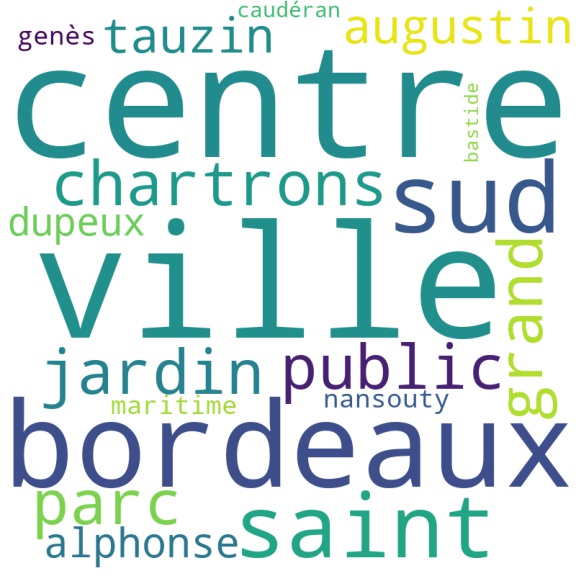 caudéran
genès
tauzin
augustin
centre
bastide
chartrons
sud
dupeux
ville
grand
jardin
public
maritime
nansouty
bordeaux
parc
saint
alphonse